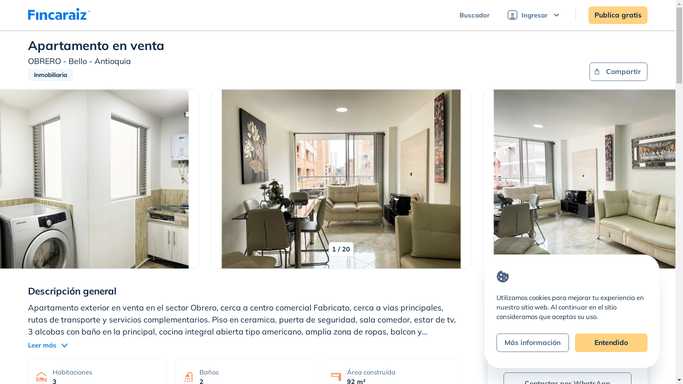 Fincaraiz
Buscador
Ingresar
Publica gratis
Apartamento en venta
OBRERO - Bello - Antioquia
Inmobiliaria
Compartir
1 / 20
Descripción general
Apartamento exterior en venta en el sector Obrero, cerca a centro comercial Fabricato, cerca a vias principales,
rutas de transporte y servicios complementarios. Piso en ceramica, puerta de seguridad, sala comedor, estar de tv,
3 alcobas con baño en la principal, cocina integral abierta tipo americano, amplia zona de ropas, balcon y...
Leer más
Habitaciones
3
Baños
2
Área construida
92 m²
Utilizamos cookies para mejorar tu experiencia en
nuestro sitio web. Al continuar en el sitio
consideramos que aceptas su uso.
Más información
Entendido
Contactar por WhatsApp